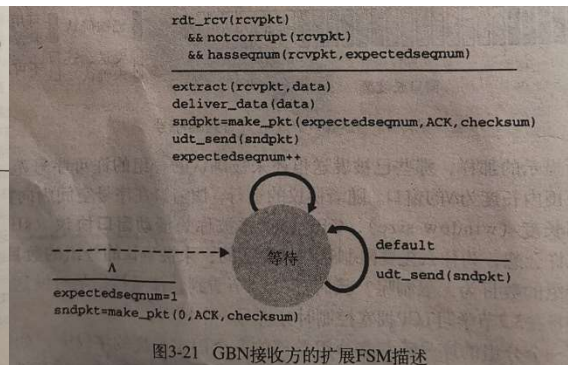 rdt_rcv(rcvpkt)
&& notcorrupt(rcvpkt)
&& hasseqnum(rcvpkt,expectedseqnum)
extract(rcvpkt,data)
deliver_data(data)
sndpkt=make_pkt(expectedseqnum,ACK,checksum)
udt_send(sndpkt)
expectedseqnum++
等待
default
udt_send(sndpkt)
Λ
expectedseqnum=1
sndpkt=make_pkt(0,ACK,checksum)
图3-21 GBN接收方的扩展FSM描述